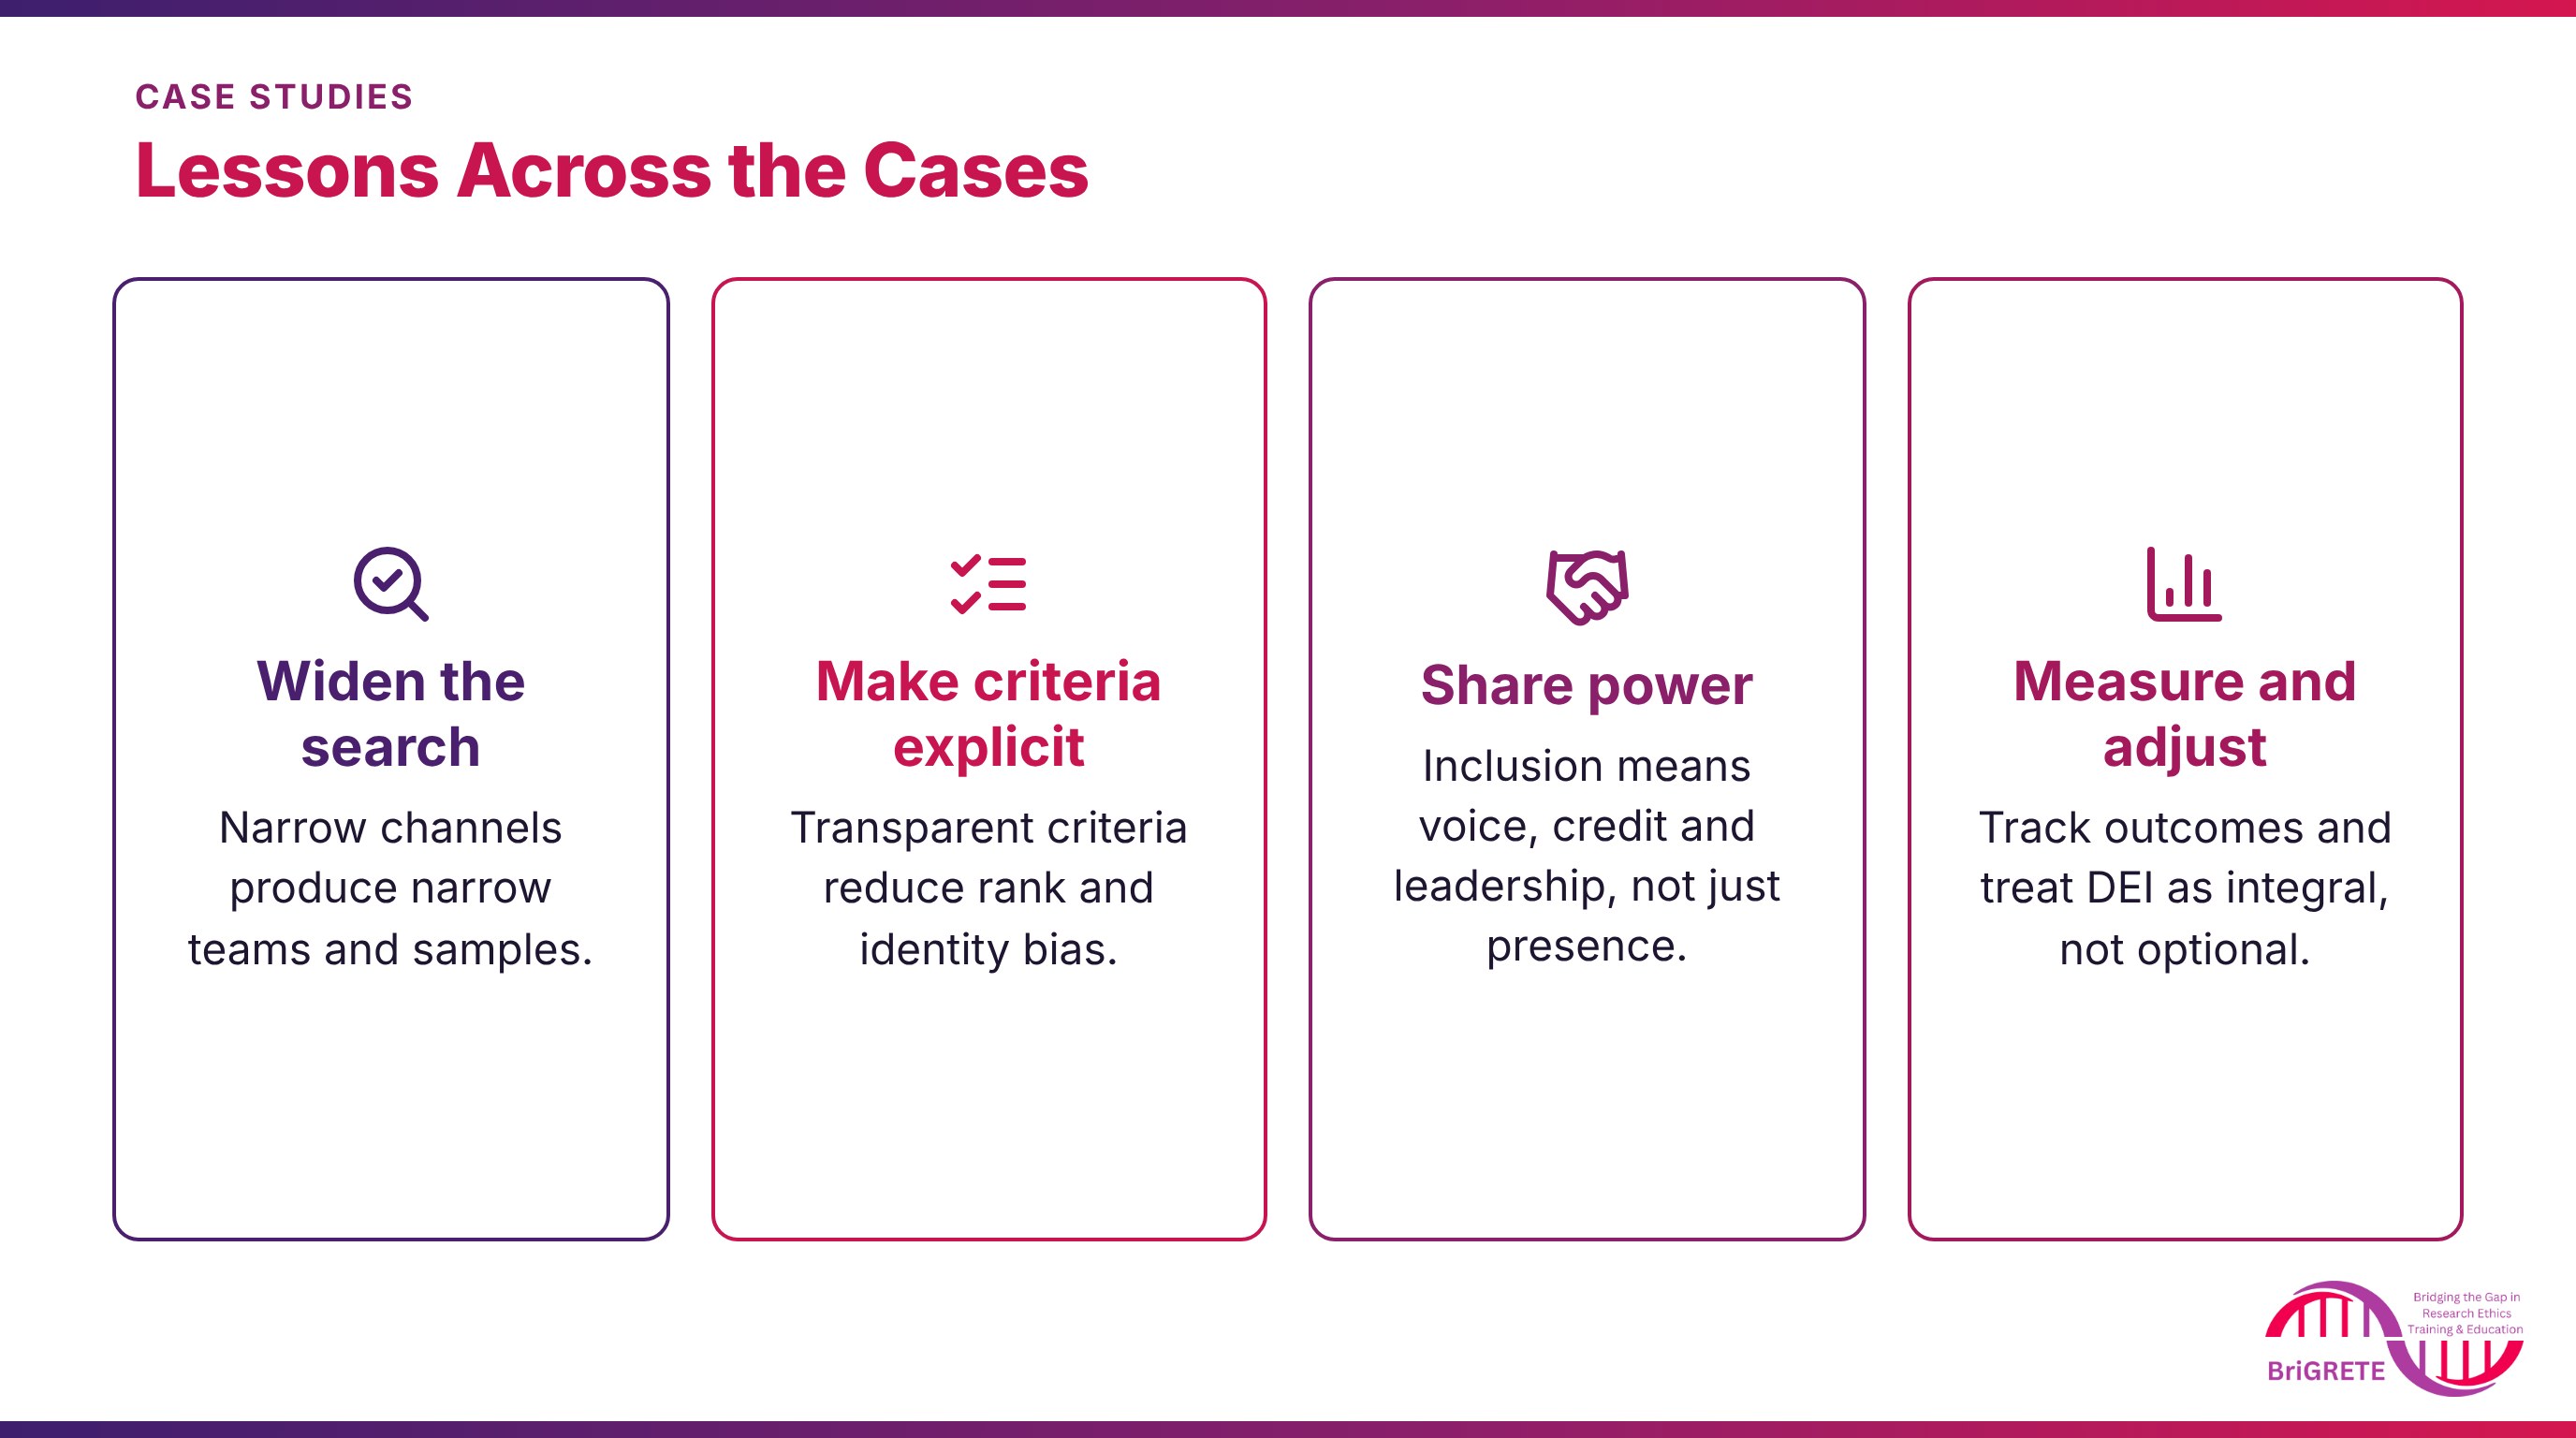 CASE STUDIES
Lessons Across the Cases
Widen the
search
Narrow channels
produce narrow
teams and samples.
Make criteria
explicit
Transparent criteria
reduce rank and
identity bias.
Share power
Inclusion means
voice, credit and
leadership, not just
presence.
Measure and
adjust
Track outcomes and
treat DEI as integral,
not optional.
Bridging the Gap in
Research Ethics
Training & Education
BriGRETE